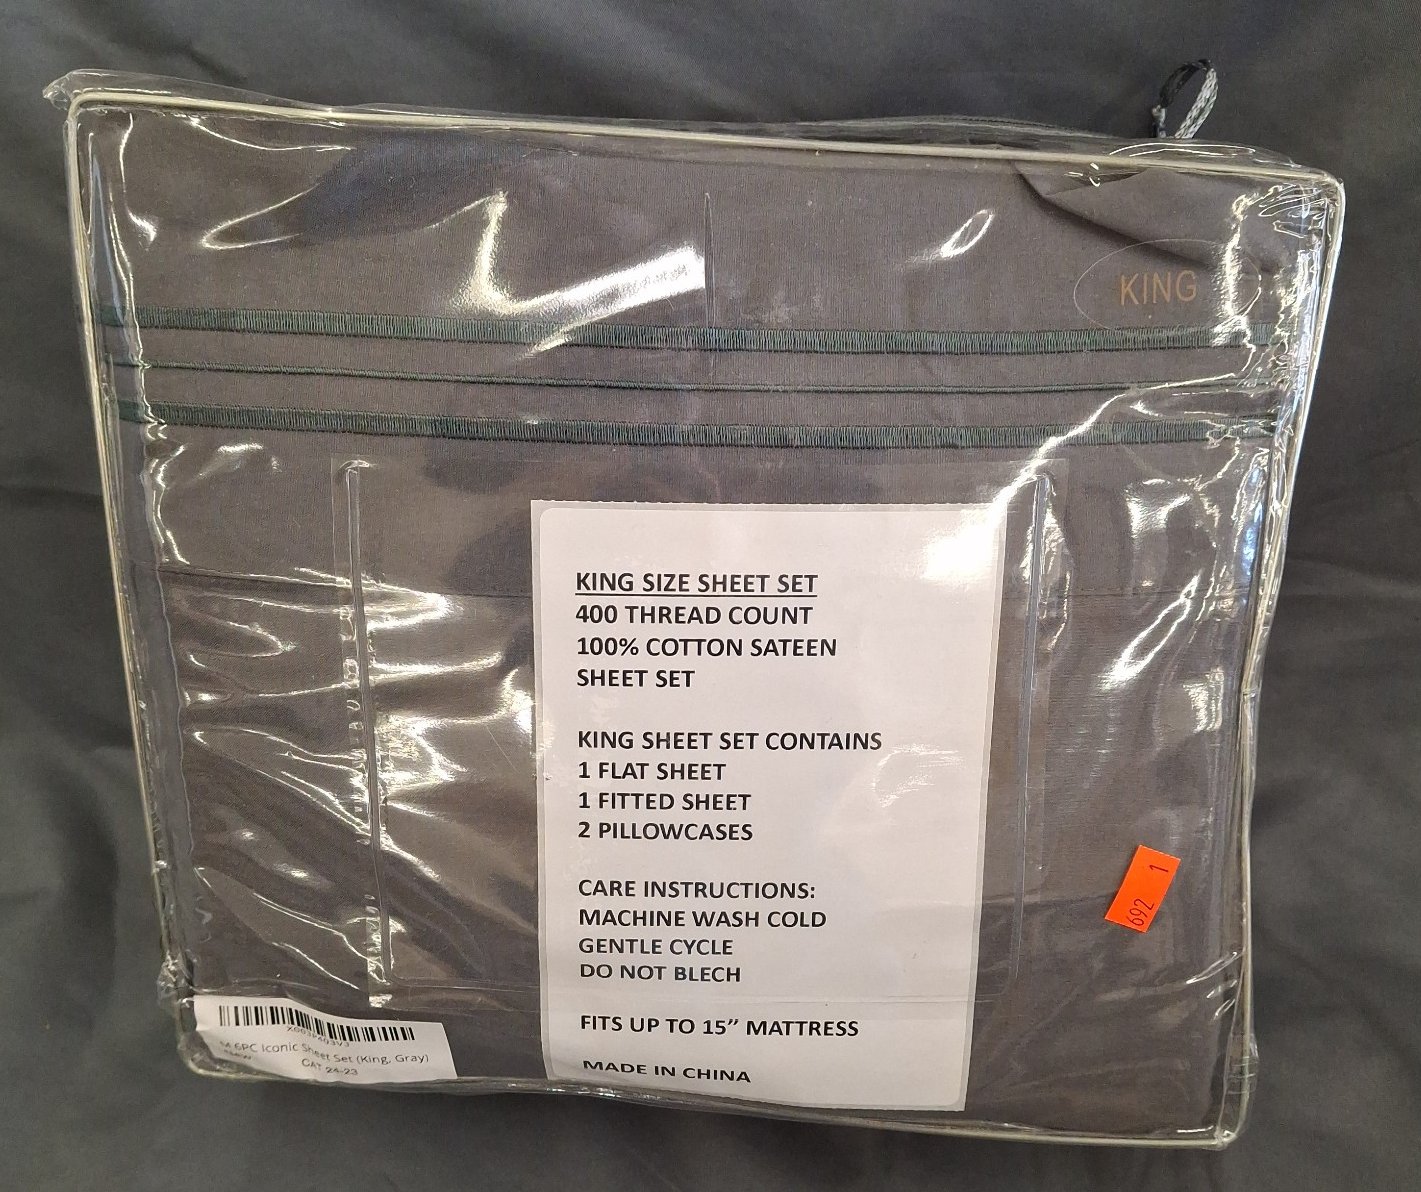 KING
KING SIZE SHEET SET
400 THREAD COUNT
100% COTTON SATEEN
SHEET SET
KING SHEET SET CONTAINS
1 FLAT SHEET
1 FITTED SHEET
2 PILLOWCASES
CARE INSTRUCTIONS:
MACHINE WASH COLD
GENTLE CYCLE
DO NOT BLECH
FITS UP TO 15” MATTRESS
MADE IN CHINA
692 1
6PC Iconic Sheet Set (King, Gray)
24-23